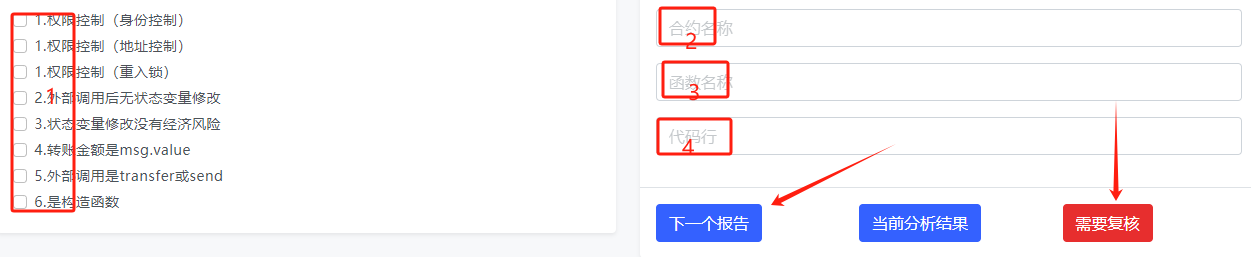 1.权限控制（身份控制）
1.权限控制（地址控制）
1.权限控制（重入锁）
2.外部调用后无状态变量修改
3.状态变量修改没有经济风险
4.转账金额是msg.value
5.外部调用是transfer或send
6.是构造函数
1
合约名称
2
函数名称
3
代码行
4
下一个报告
当前分析结果
需要复核